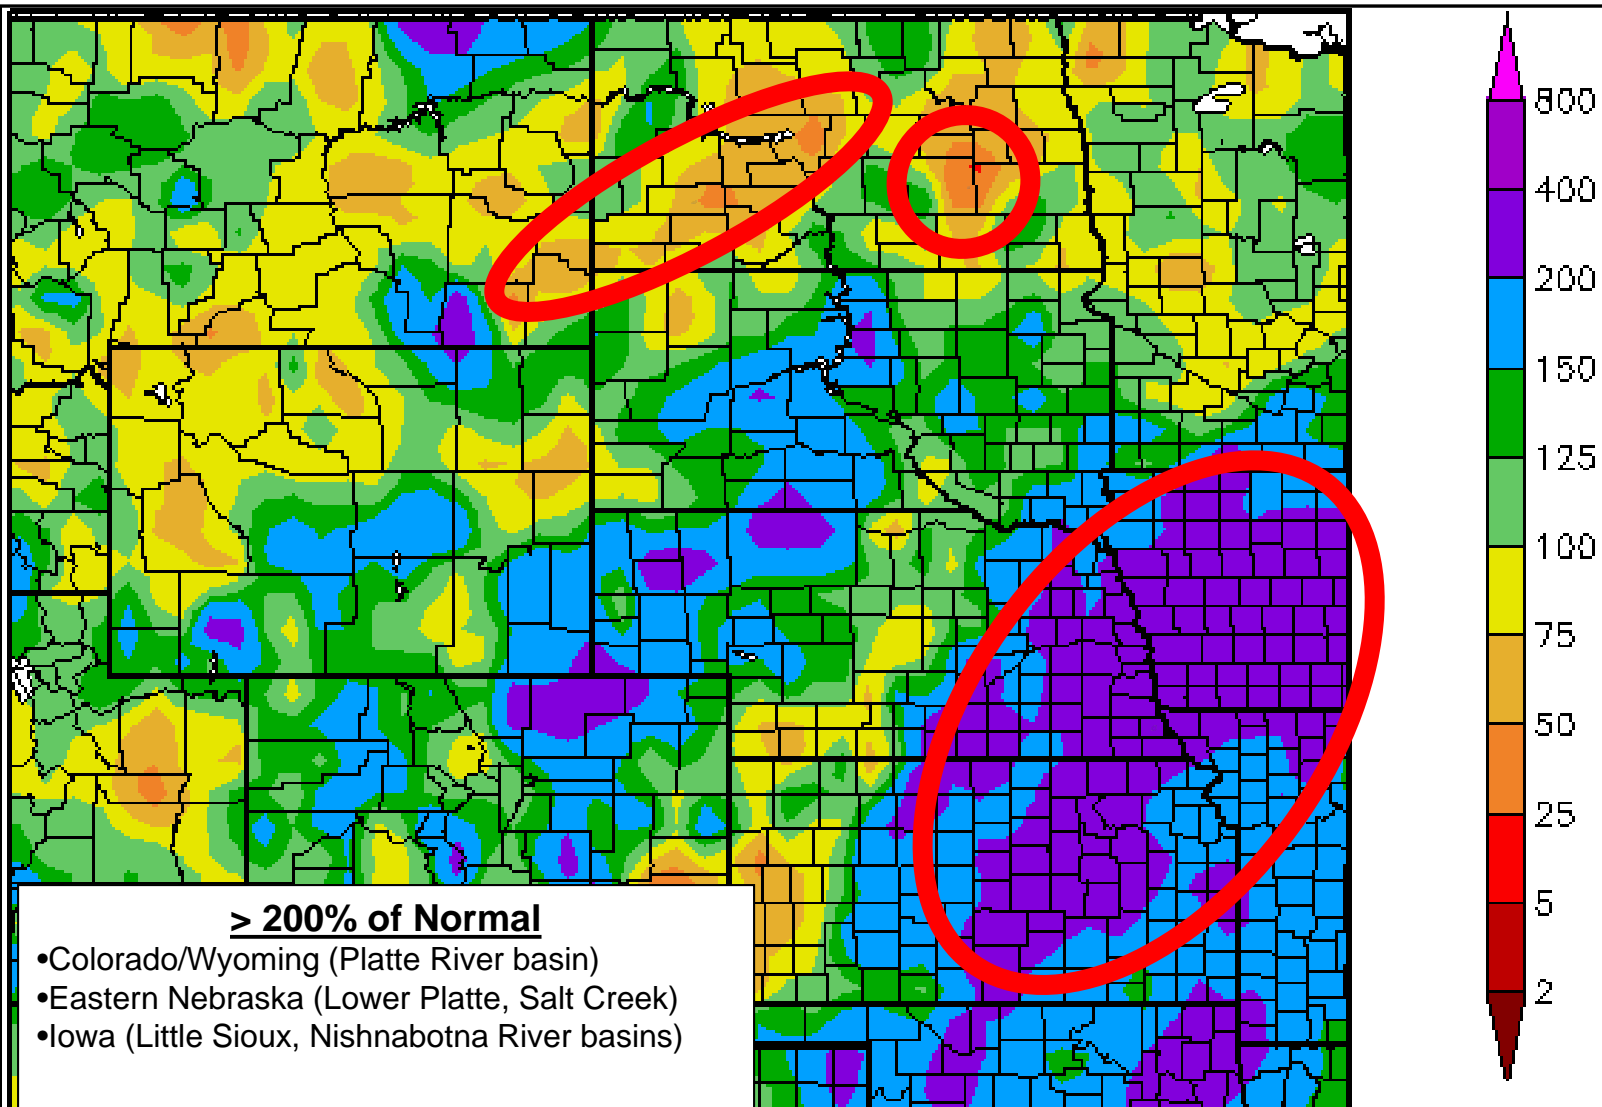 800
400
200
150
125
100
75
50
25
5
2
> 200% of Normal
•Colorado/Wyoming (Platte River basin)
•Eastern Nebraska (Lower Platte, Salt Creek)
•Iowa (Little Sioux, Nishnabotna River basins)